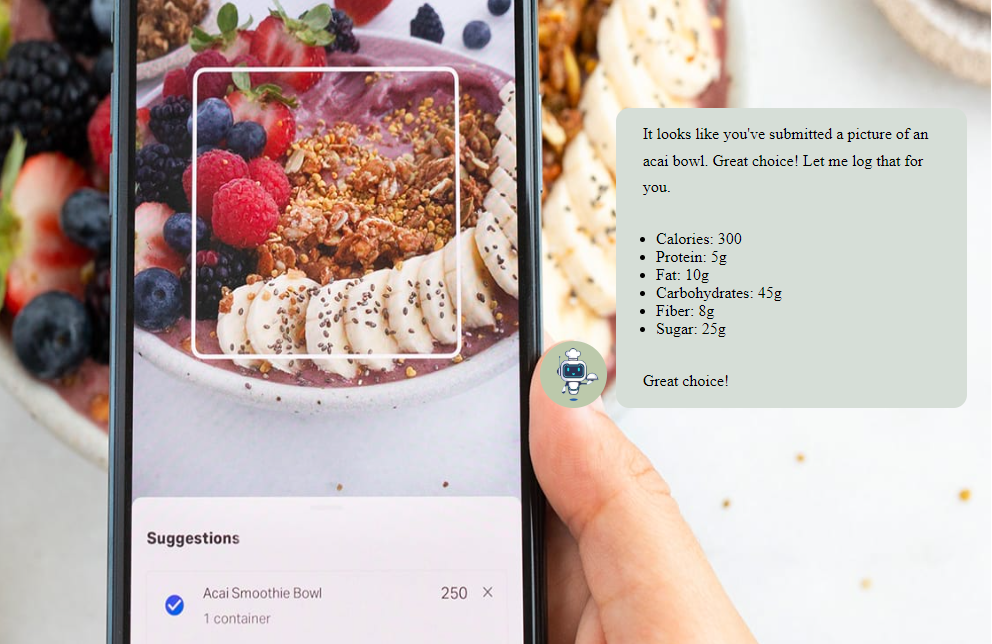 It looks like you've submitted a picture of an
acai bowl. Great choice! Let me log that for
you.
• Calories: 300
• Protein: 5g
• Fat: 10g
• Carbohydrates: 45g
• Fiber: 8g
• Sugar: 25g
Great choice!
Suggestions
Acai Smoothie Bowl 250 ×
1 container